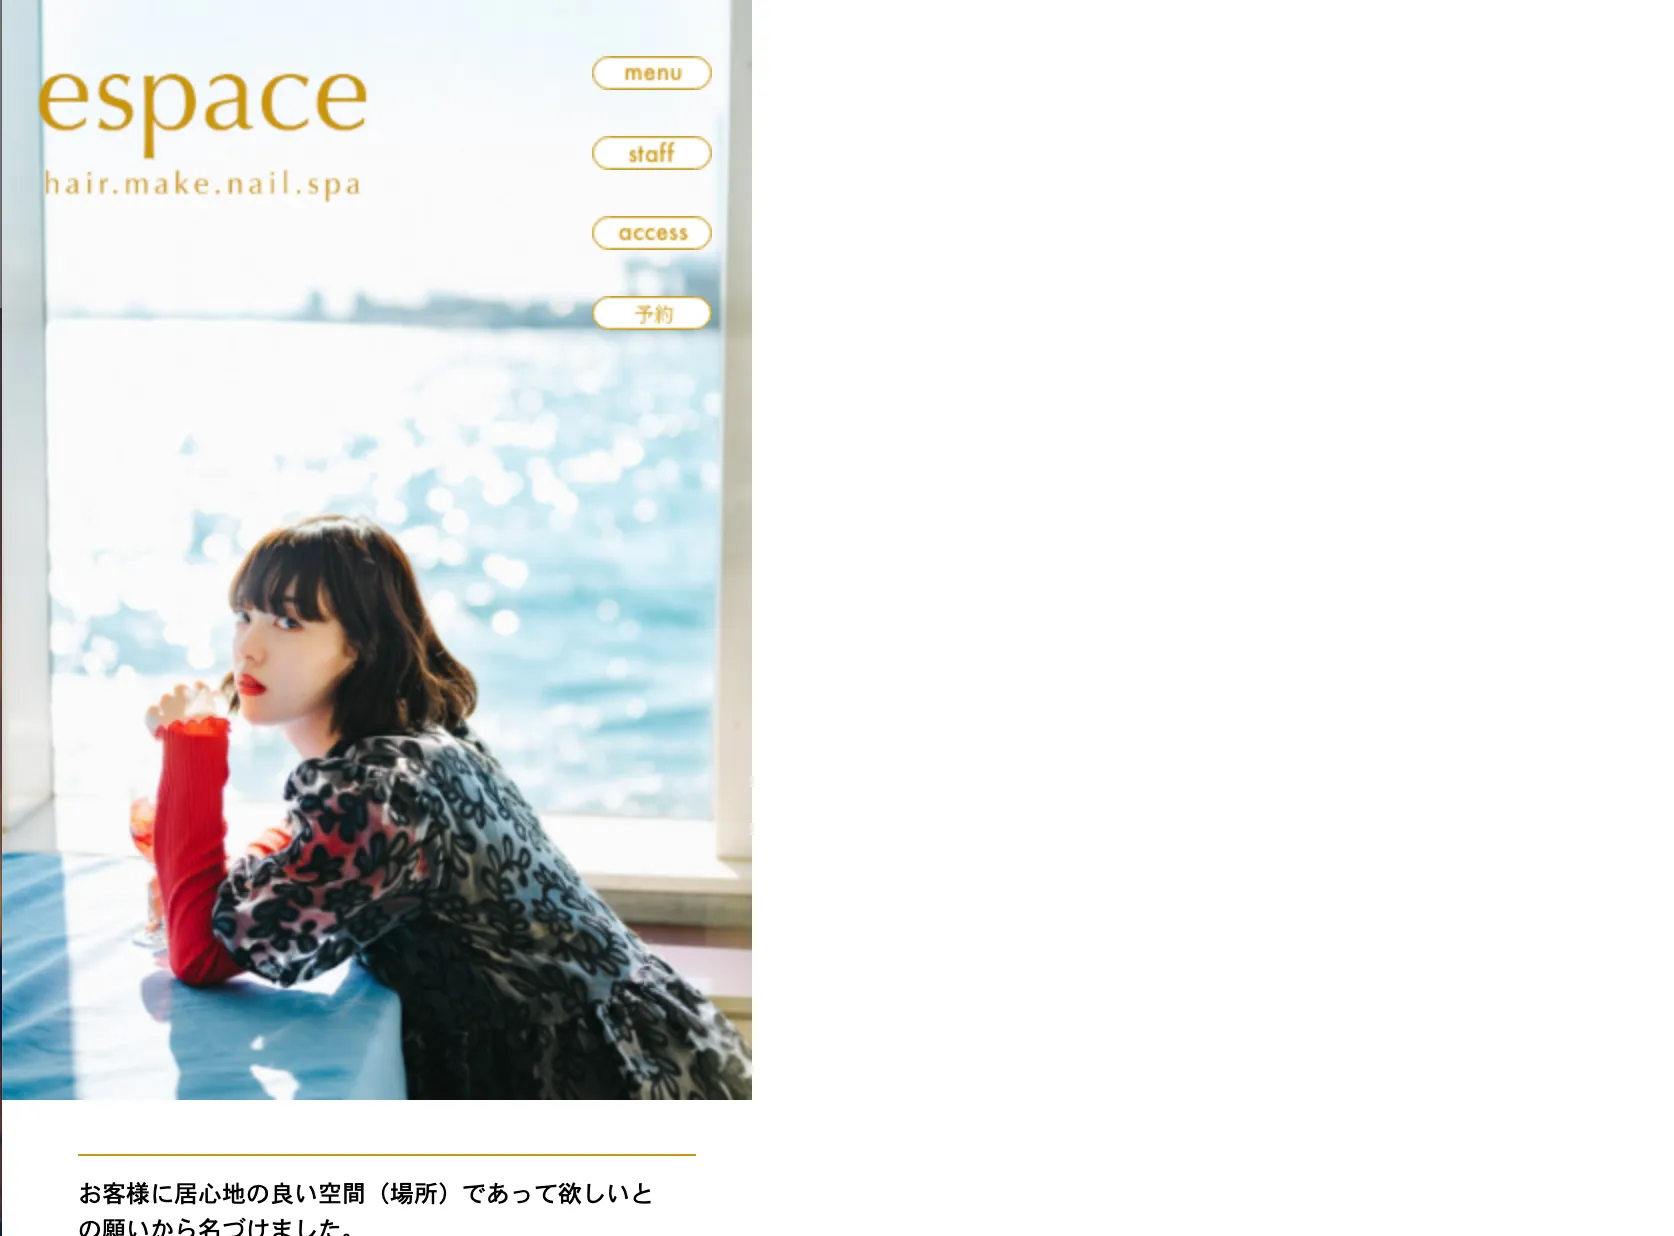 espace
hair.make.nail.spa
menu
staff
access
予約
お客様に居心地の良い空間（場所）であって欲しいと
の願いから名づけました。